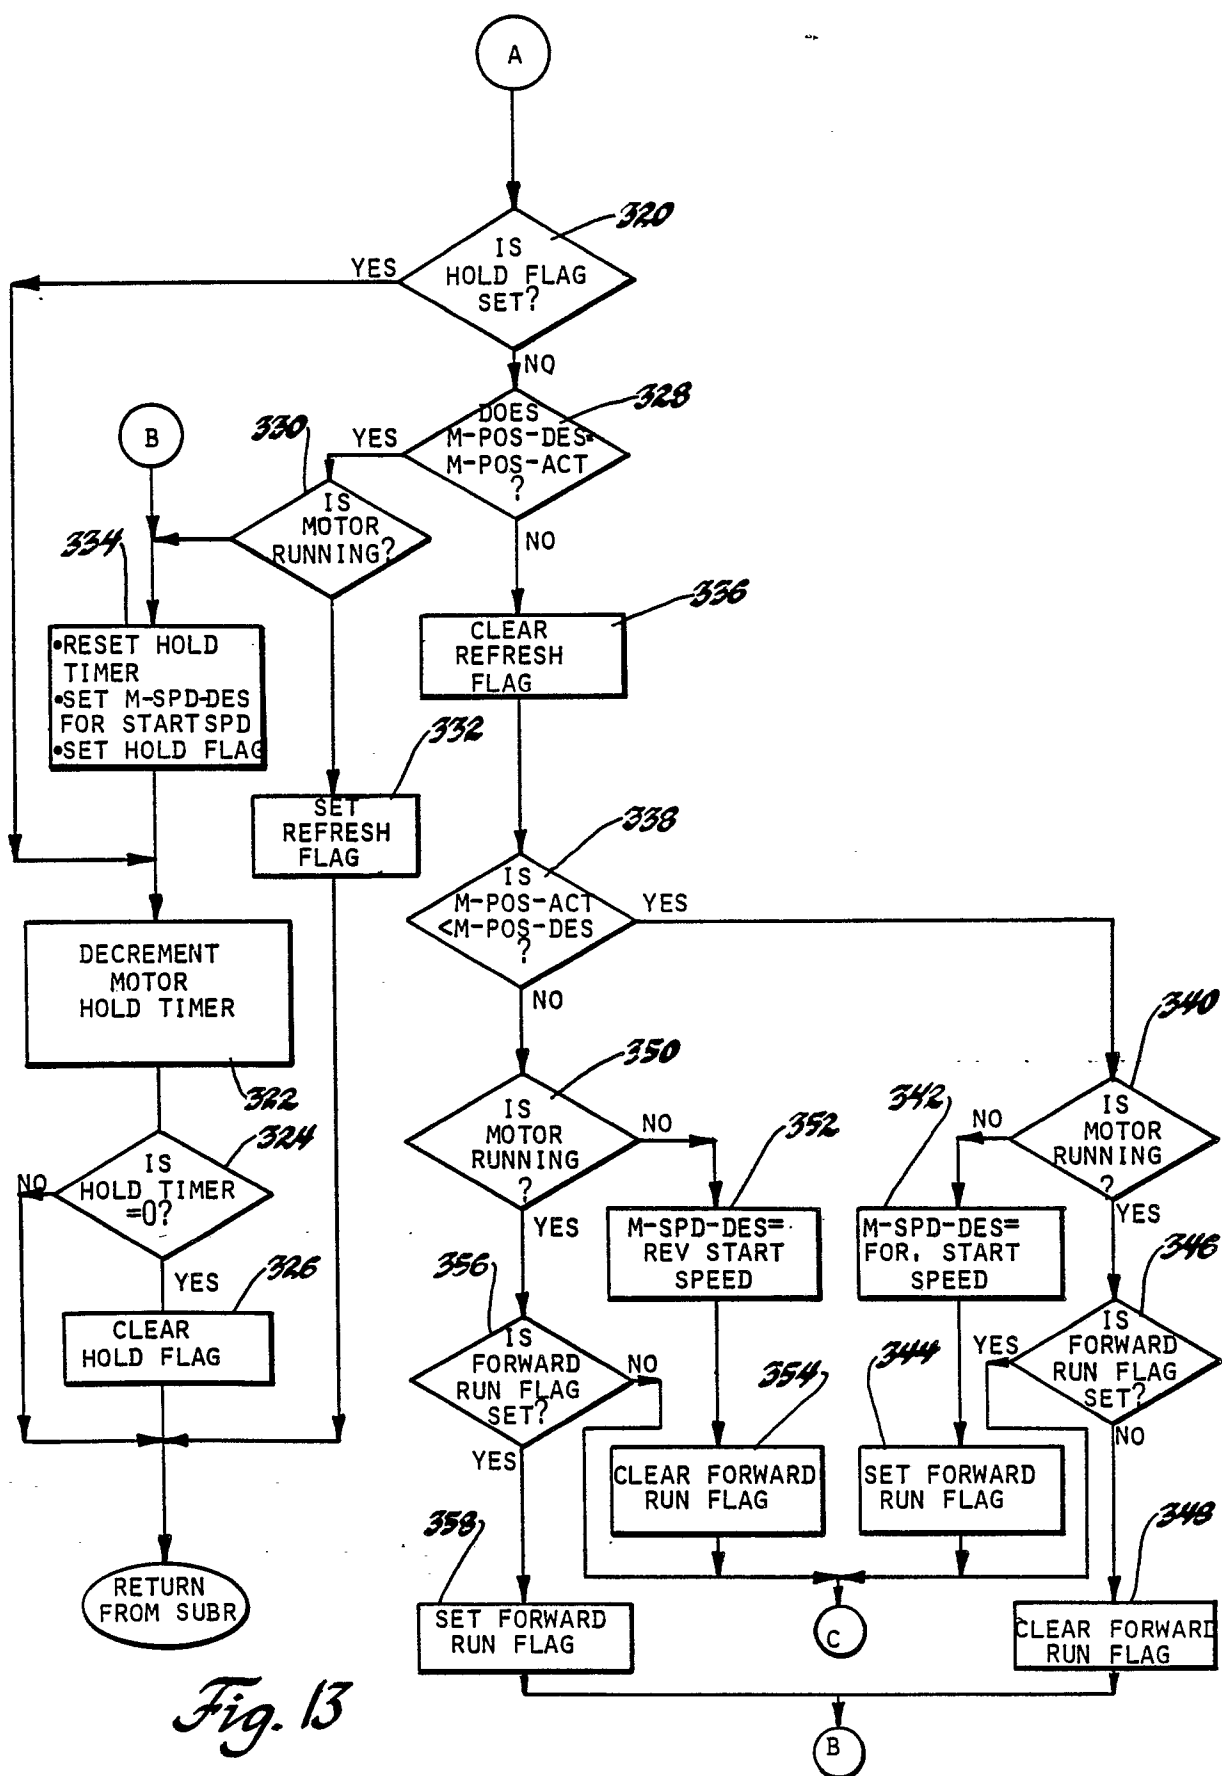 A
320
IS
HOLD FLAG
SET?
YES
NO
328
DOES
M-POS-DES=
M-POS-ACT
?
YES
NO
330
IS
MOTOR
RUNNING?
B
334
•RESET HOLD
TIMER
•SET M-SPD-DES
FOR START SPD
•SET HOLD FLAG
336
CLEAR
REFRESH
FLAG
332
SET
REFRESH
FLAG
338
IS
M-POS-ACT
<M-POS-DES
?
YES
NO
DECREMENT
MOTOR
HOLD TIMER
322
324
IS
HOLD TIMER
=0?
NO
YES
326
CLEAR
HOLD FLAG
RETURN
FROM SUBR
350
IS
MOTOR
RUNNING
?
NO
YES
352
M-SPD-DES=
REV START
SPEED
342
M-SPD-DES=
FOR. START
SPEED
340
IS
MOTOR
RUNNING
?
NO
YES
356
IS
FORWARD
RUN FLAG
SET?
NO
YES
354
CLEAR FORWARD
RUN FLAG
344
SET FORWARD
RUN FLAG
346
IS
FORWARD
RUN FLAG
SET?
YES
NO
358
SET FORWARD
RUN FLAG
C
348
CLEAR FORWARD
RUN FLAG
B
Fig. 13